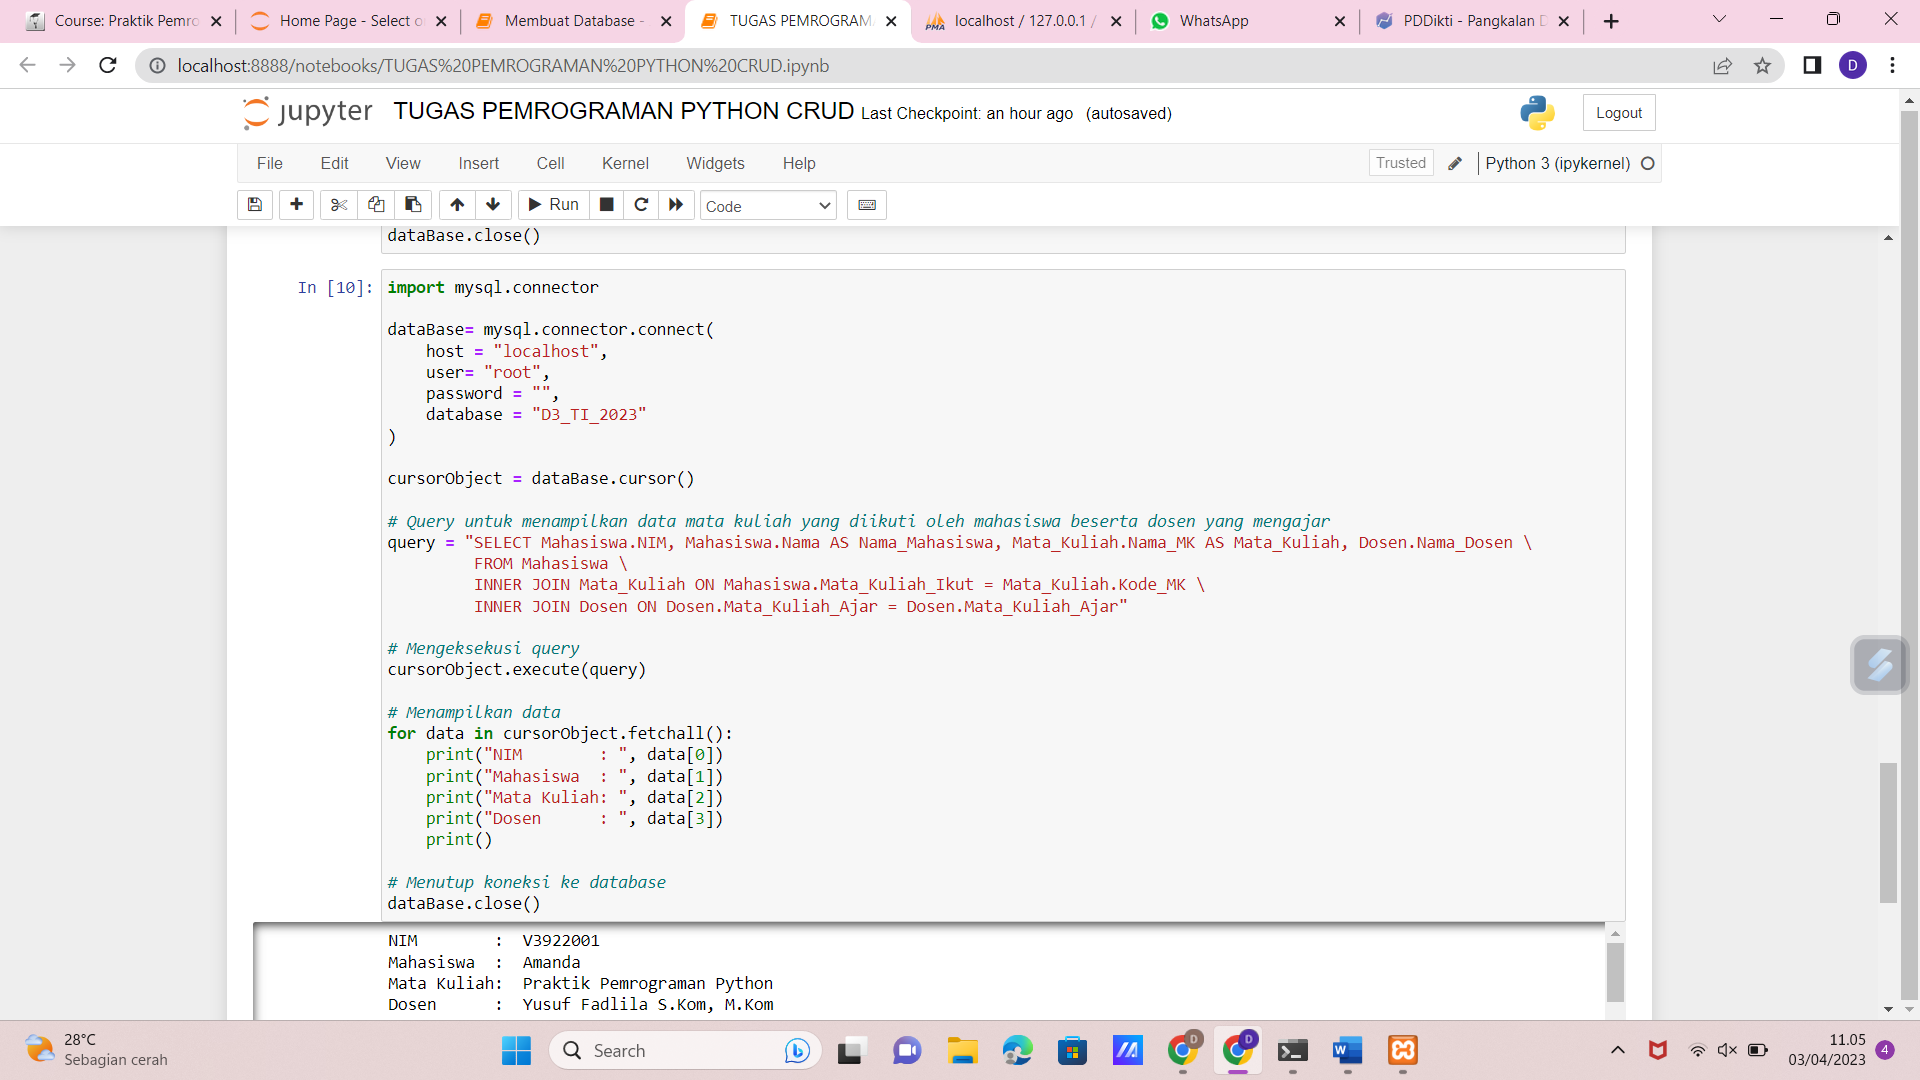 Course: Praktik Pemro
Home Page - Select o
Membuat Database -
TUGAS PEMROGRAM
localhost / 127.0.0.1 /
WhatsApp
PDDikti - Pangkalan D
localhost:8888/notebooks/TUGAS%20PEMROGRAMAN%20PYTHON%20CRUD.ipynb
D
jupyter TUGAS PEMROGRAMAN PYTHON CRUD Last Checkpoint: an hour ago (autosaved)
Logout
File Edit View Insert Cell Kernel Widgets Help
Trusted
Python 3 (ipykernel)
Run
Code
dataBase.close()
In [10]: import mysql.connector
dataBase= mysql.connector.connect(
    host = "localhost",
    user= "root",
    password = "",
    database = "D3_TI_2023"
)
cursorObject = dataBase.cursor()
# Query untuk menampilkan data mata kuliah yang diikuti oleh mahasiswa beserta dosen yang mengajar
query = "SELECT Mahasiswa.NIM, Mahasiswa.Nama AS Nama_Mahasiswa, Mata_Kuliah.Nama_MK AS Mata_Kuliah, Dosen.Nama_Dosen \
         FROM Mahasiswa \
         INNER JOIN Mata_Kuliah ON Mahasiswa.Mata_Kuliah_Ikut = Mata_Kuliah.Kode_MK \
         INNER JOIN Dosen ON Dosen.Mata_Kuliah_Ajar = Dosen.Mata_Kuliah_Ajar"
# Mengeksekusi query
cursorObject.execute(query)
# Menampilkan data
for data in cursorObject.fetchall():
    print("NIM        : ", data[0])
    print("Mahasiswa  : ", data[1])
    print("Mata Kuliah: ", data[2])
    print("Dosen      : ", data[3])
    print()
# Menutup koneksi ke database
dataBase.close()
NIM        :  V3922001
Mahasiswa  :  Amanda
Mata Kuliah:  Praktik Pemrograman Python
Dosen      :  Yusuf Fadlila S.Kom, M.Kom
28°C
Sebagian cerah
Search
11.05
03/04/2023
4